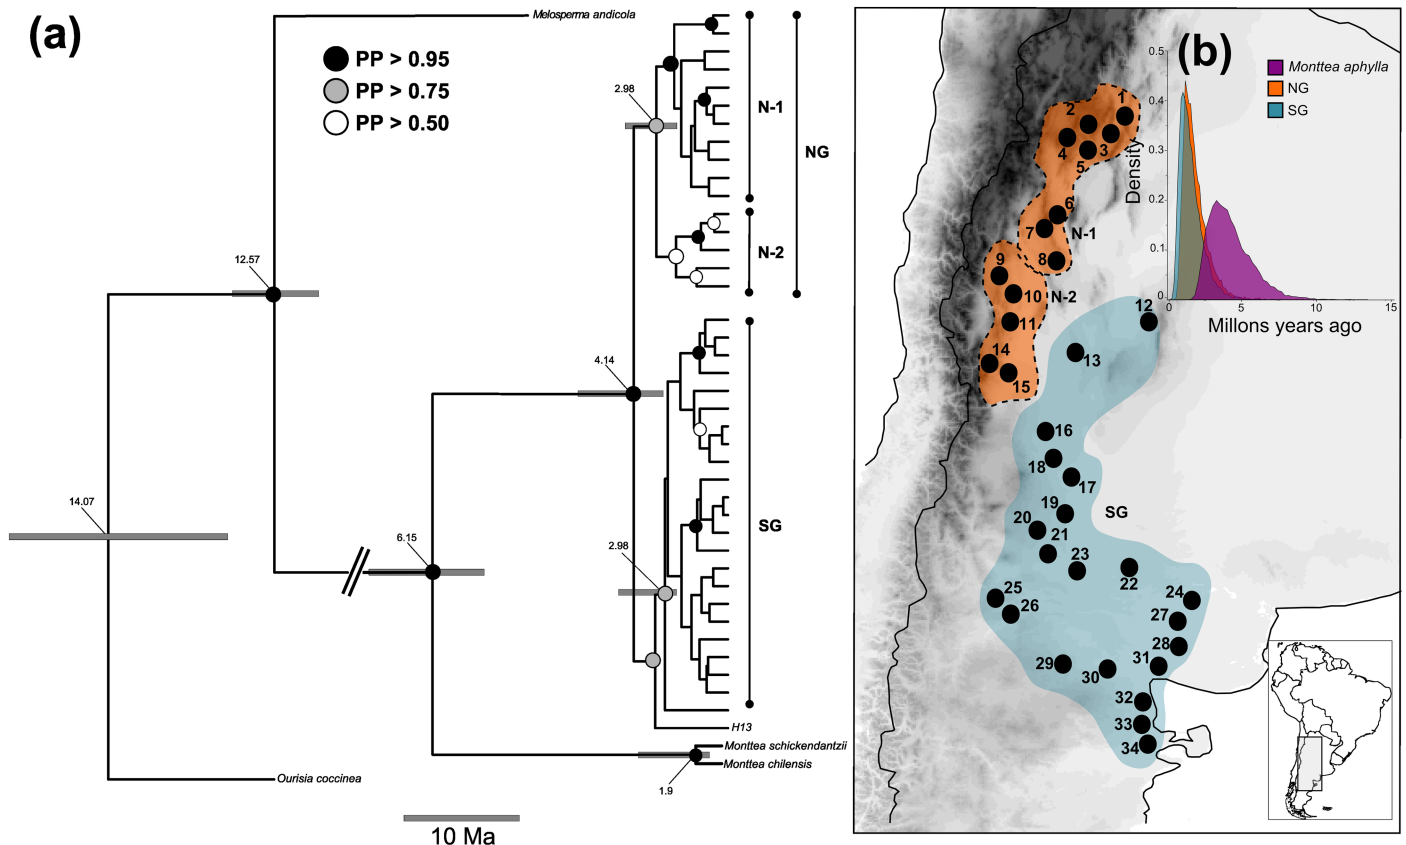 (a)
Melosperma andicola
PP > 0.95
PP > 0.75
PP > 0.50
2.98
N-1
NG
N-2
12.57
SG
4.14
14.07
6.15
2.98
H13
Monttea schickendantzii
Monttea chilensis
1.9
Ourisia coccinea
10 Ma
(b)
Monttea aphylla
NG
SG
Density
0.5
0.4
0.3
0.2
0.1
0
0
5
10
15
Millons years ago
1
2
3
4
5
6
7
N-1
8
9
10
N-2
11
12
13
14
15
16
18
17
19
SG
20
21
23
22
25
24
26
27
28
29
31
30
32
33
34